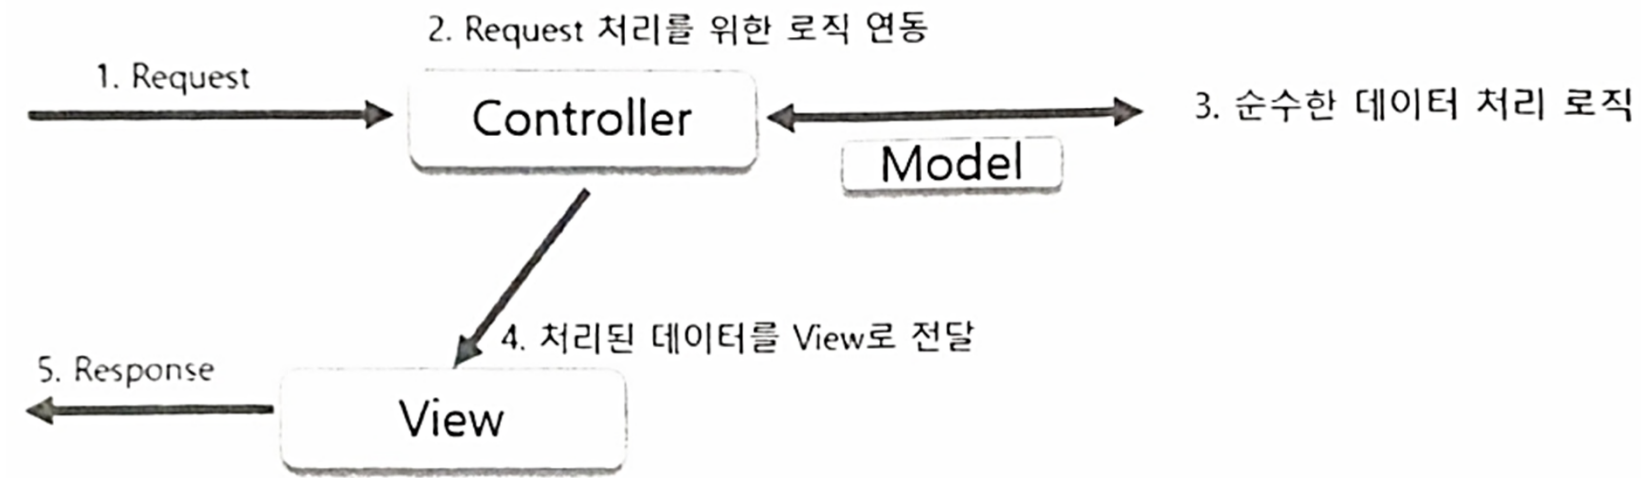 2. Request 처리를 위한 로직 연동
1. Request
Controller
3. 순수한 데이터 처리 로직
Model
4. 처리된 데이터를 View로 전달
5. Response
View